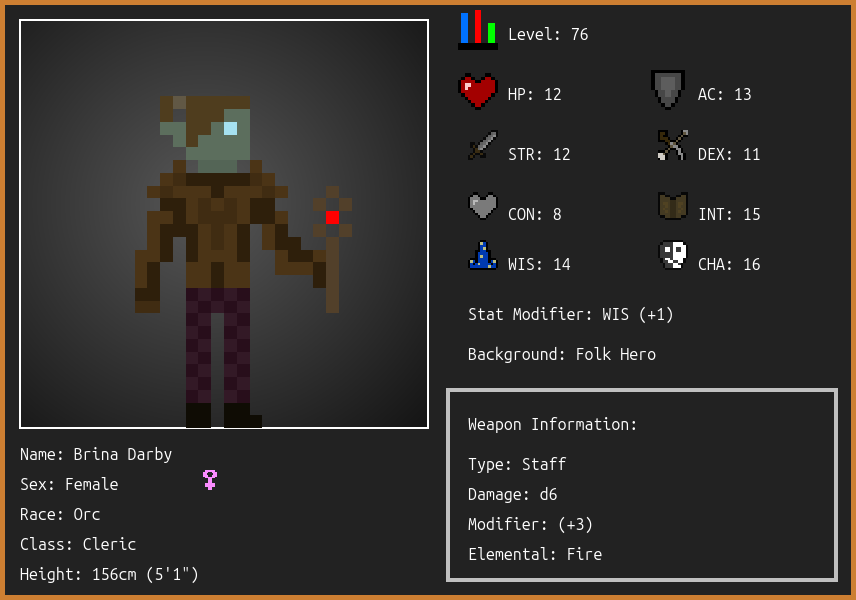 Level: 76
HP: 12
AC: 13
STR: 12
DEX: 11
CON: 8
INT: 15
WIS: 14
CHA: 16
Stat Modifier: WIS (+1)
Background: Folk Hero
Weapon Information:
Type: Staff
Damage: d6
Modifier: (+3)
Elemental: Fire
Name: Brina Darby
Sex: Female
Race: Orc
Class: Cleric
Height: 156cm (5'1")